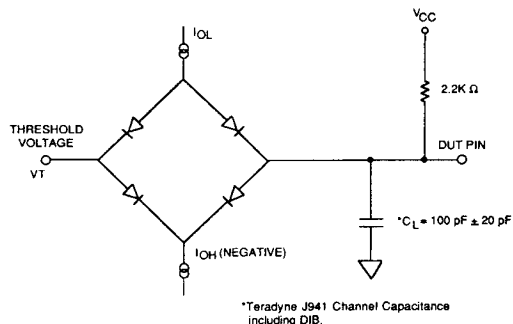 IOL
VCC
2.2K Ω
THRESHOLD
VOLTAGE
VT
DUT PIN
*CL = 100 pF ± 20 pF
IOH (NEGATIVE)
*Teradyne J941 Channel Capacitance
including DIB.